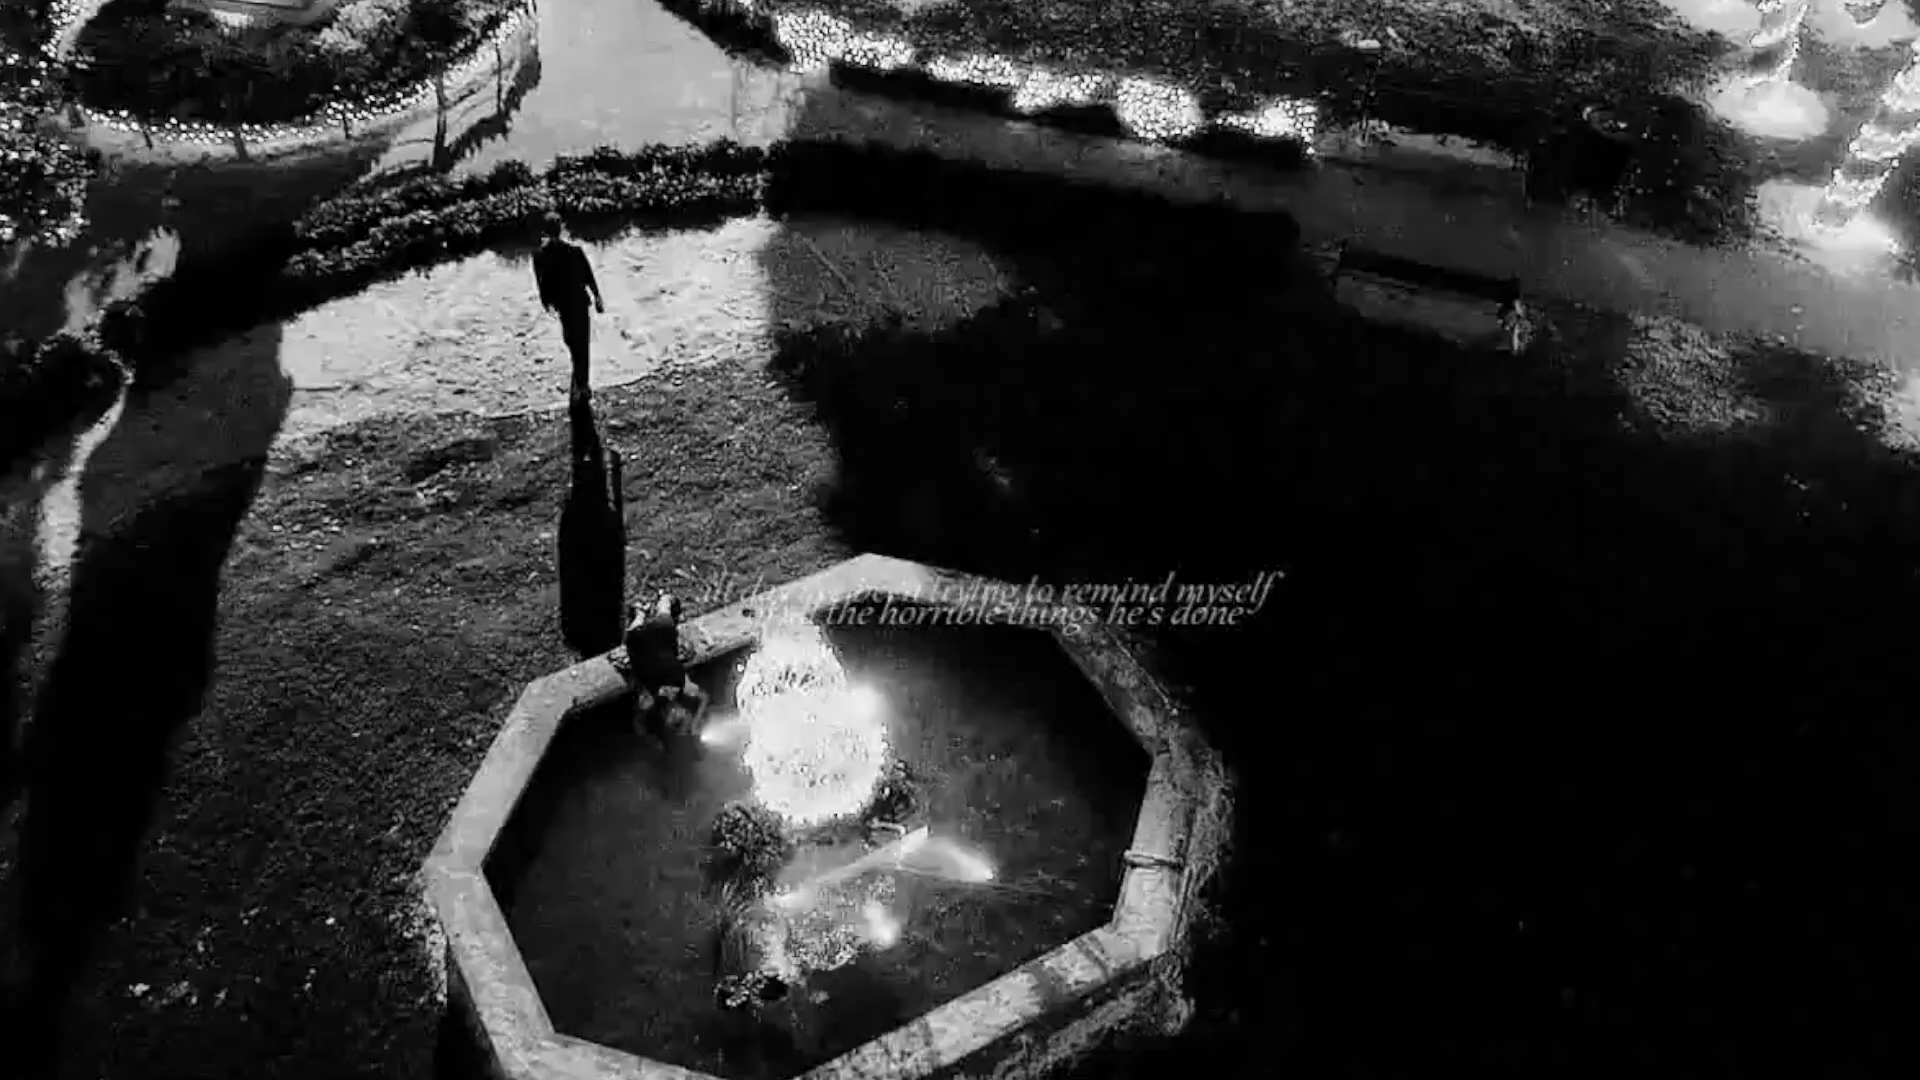 trying to remind myself
the horrible things he's done